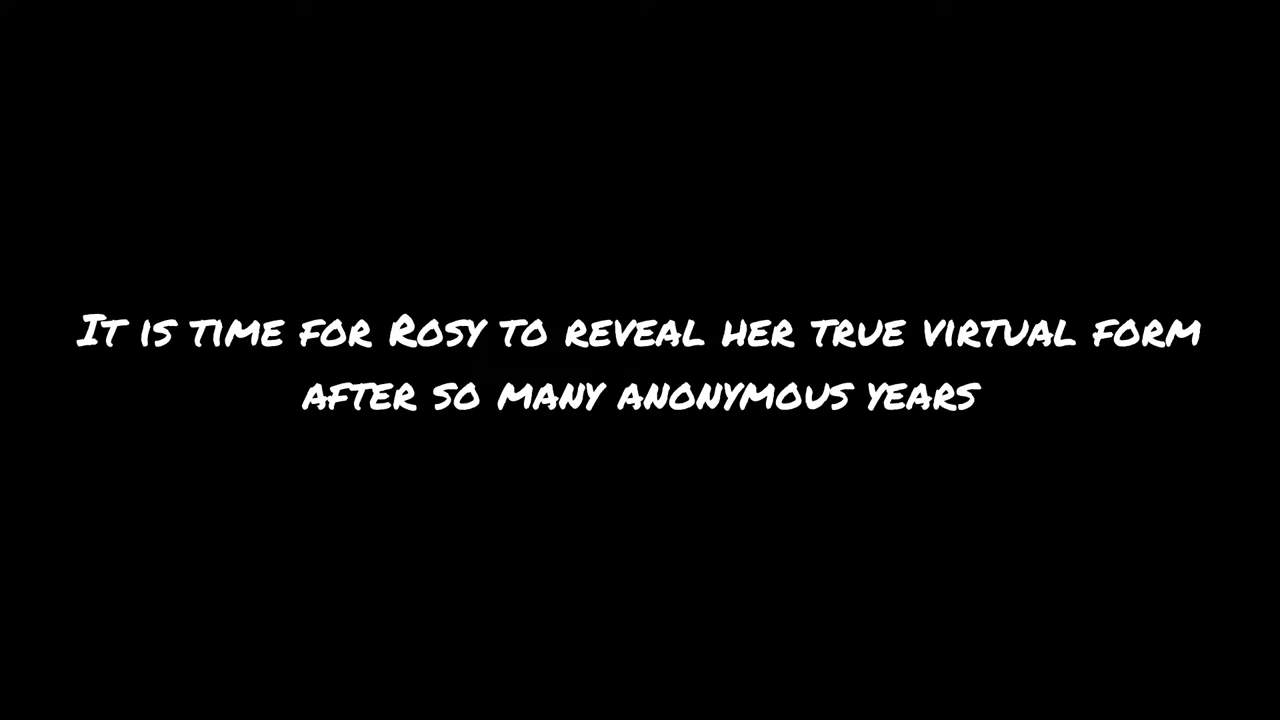 It is time for Rosy to reveal her true virtual form
after so many anonymous years